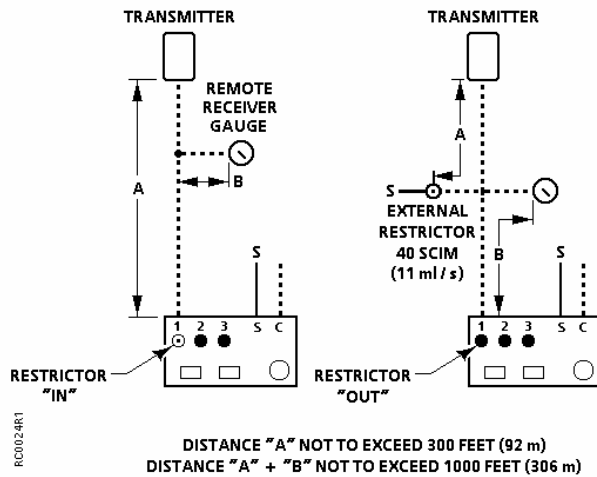 TRANSMITTER
REMOTE
RECEIVER
GAUGE
A
B
S
1 2 3 S C
RESTRICTOR
"IN"
TRANSMITTER
A
S
EXTERNAL
RESTRICTOR
40 SCIM
(11 ml / s)
B
S
1 2 3 S C
RESTRICTOR
"OUT"
RC0024R1
DISTANCE "A" NOT TO EXCEED 300 FEET (92 m)
DISTANCE "A" + "B" NOT TO EXCEED 1000 FEET (306 m)